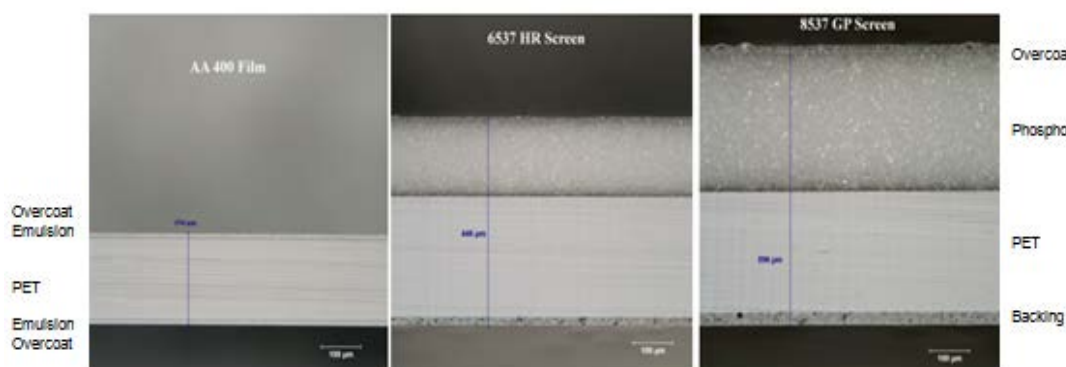 AA 400 Film
6537 HR Screen
8537 GP Screen
Overcoat
Emulsion
PET
Emulsion
Overcoat
100 µm
100 µm
100 µm
Overcoa
Phospho
PET
Backing